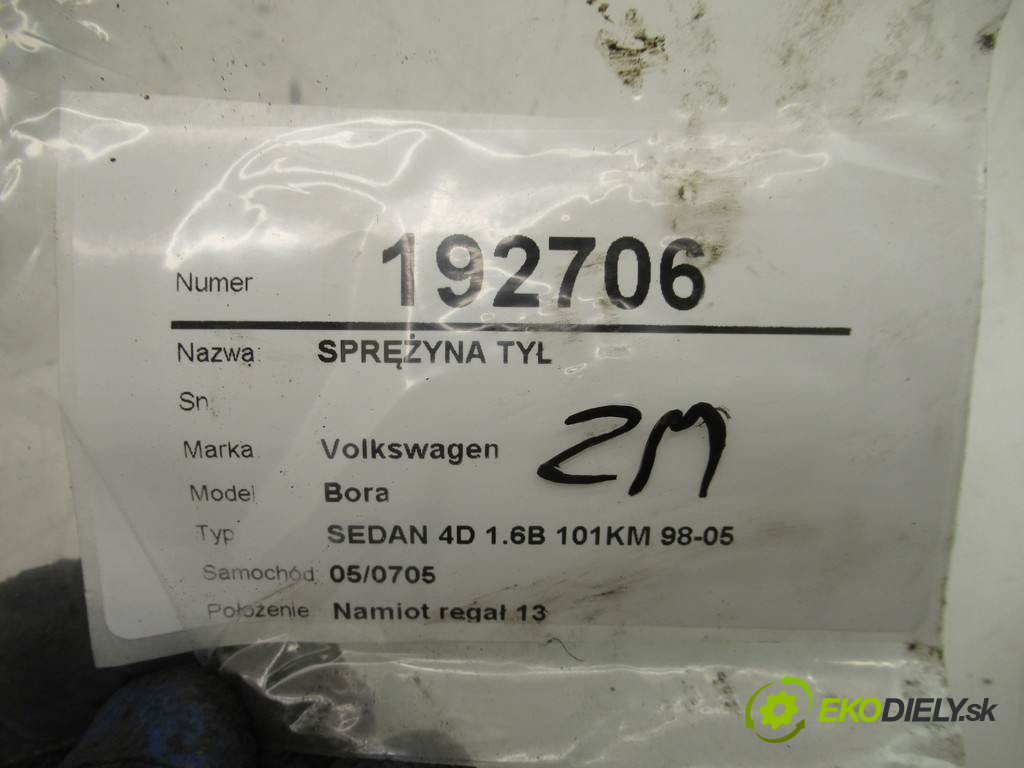 Numer 192706
Nazwa: SPRĘŻYNA TYŁ
Sn:
Marka Volkswagen
ZM
Model Bora
Typ SEDAN 4D 1.6B 101KM 98-05
Samochód: 05/0705
Położenie Namiot regał 13
EKODIELY.sk